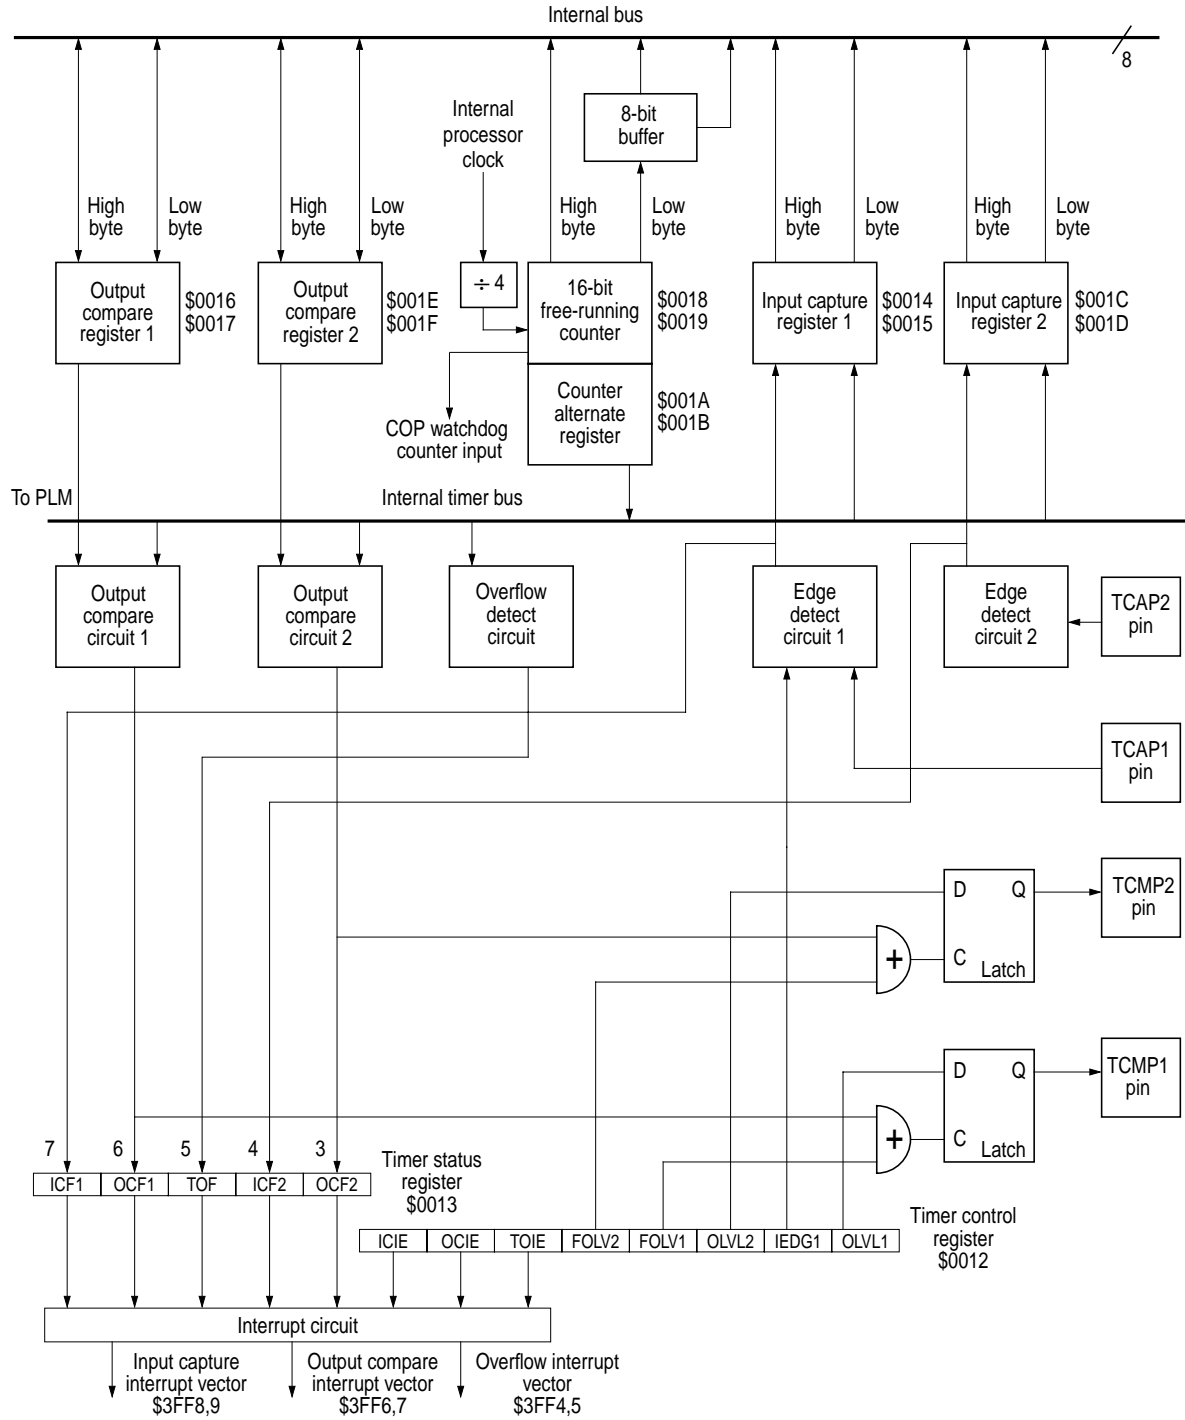 Internal bus
8
Internal
processor
clock
8-bit
buffer
High
byte
Low
byte
High
byte
Low
byte
High
byte
Low
byte
High
byte
Low
byte
High
byte
Low
byte
Output
compare
register 1
$0016
$0017
Output
compare
register 2
$001E
$001F
÷ 4
16-bit
free-running
counter
$0018
$0019
Input capture
register 1
$0014
$0015
Input capture
register 2
$001C
$001D
Counter
alternate
register
$001A
$001B
COP watchdog
counter input
To PLM
Internal timer bus
Output
compare
circuit 1
Output
compare
circuit 2
Overflow
detect
circuit
Edge
detect
circuit 1
Edge
detect
circuit 2
TCAP2
pin
TCAP1
pin
D
Q
C
Latch
TCMP2
pin
+
D
Q
C
Latch
TCMP1
pin
+
7
6
5
4
3
ICF1
OCF1
TOF
ICF2
OCF2
Timer status
register
$0013
ICIE
OCIE
TOIE
FOLV2
FOLV1
OLVL2
IEDG1
OLVL1
Timer control
register
$0012
Interrupt circuit
Input capture
interrupt vector
$3FF8,9
Output compare
interrupt vector
$3FF6,7
Overflow interrupt
vector
$3FF4,5